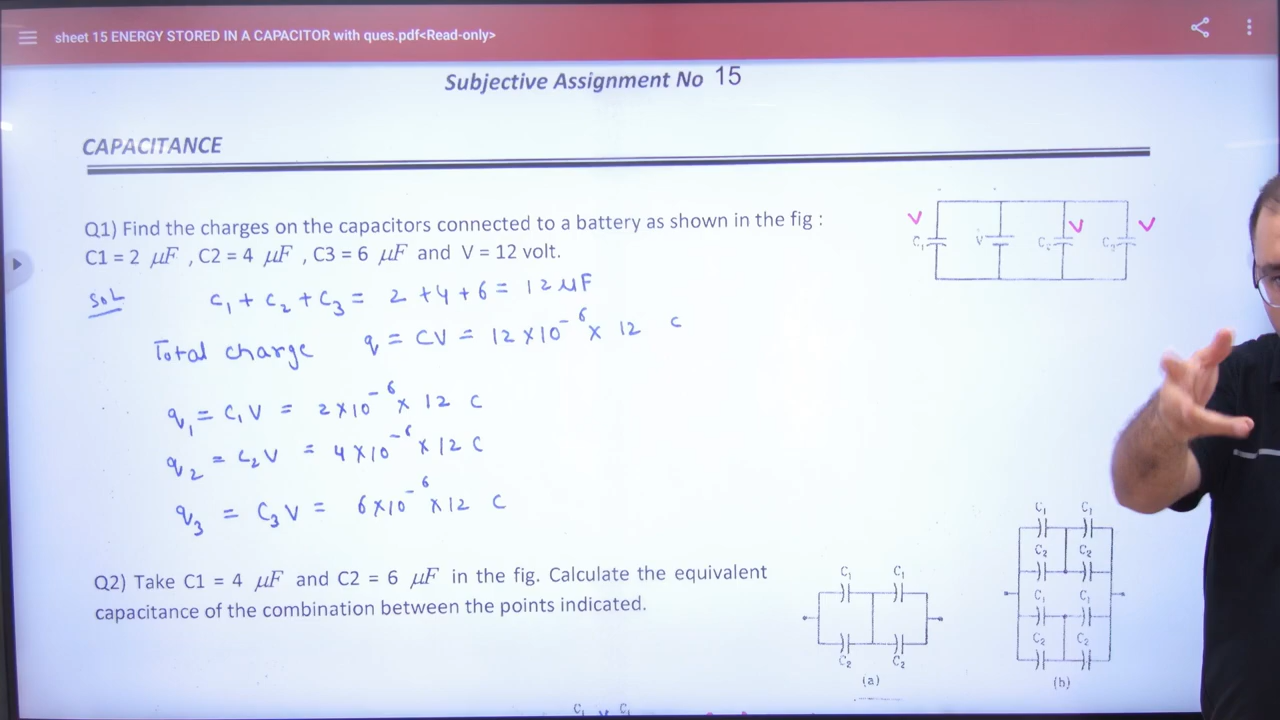 sheet 15 ENERGY STORED IN A CAPACITOR with ques.pdf<Read-only>
Subjective Assignment No 15
CAPACITANCE
Q1) Find the charges on the capacitors connected to a battery as shown in the fig :
C1 = 2 μF , C2 = 4 μF , C3 = 6 μF and V = 12 volt.
V C₁ V C₂ V C₃ V
Sol C₁ + C₂ + C₃ = 2 + 4 + 6 = 12 μF
Total charge q = CV = 12 × 10⁻⁶ × 12 C
q₁ = C₁V = 2×10⁻⁶ × 12 C
q₂ = C₂V = 4×10⁻⁶ × 12 C
q₃ = C₃V = 6×10⁻⁶ × 12 C
Q2) Take C1 = 4 μF and C2 = 6 μF in the fig. Calculate the equivalent
capacitance of the combination between the points indicated.
C₁ C₁
C₂ C₂
(a)
C₁ C₁
C₂ C₂
C₁ C₁
C₂ C₂
(b)
C₁ C₁